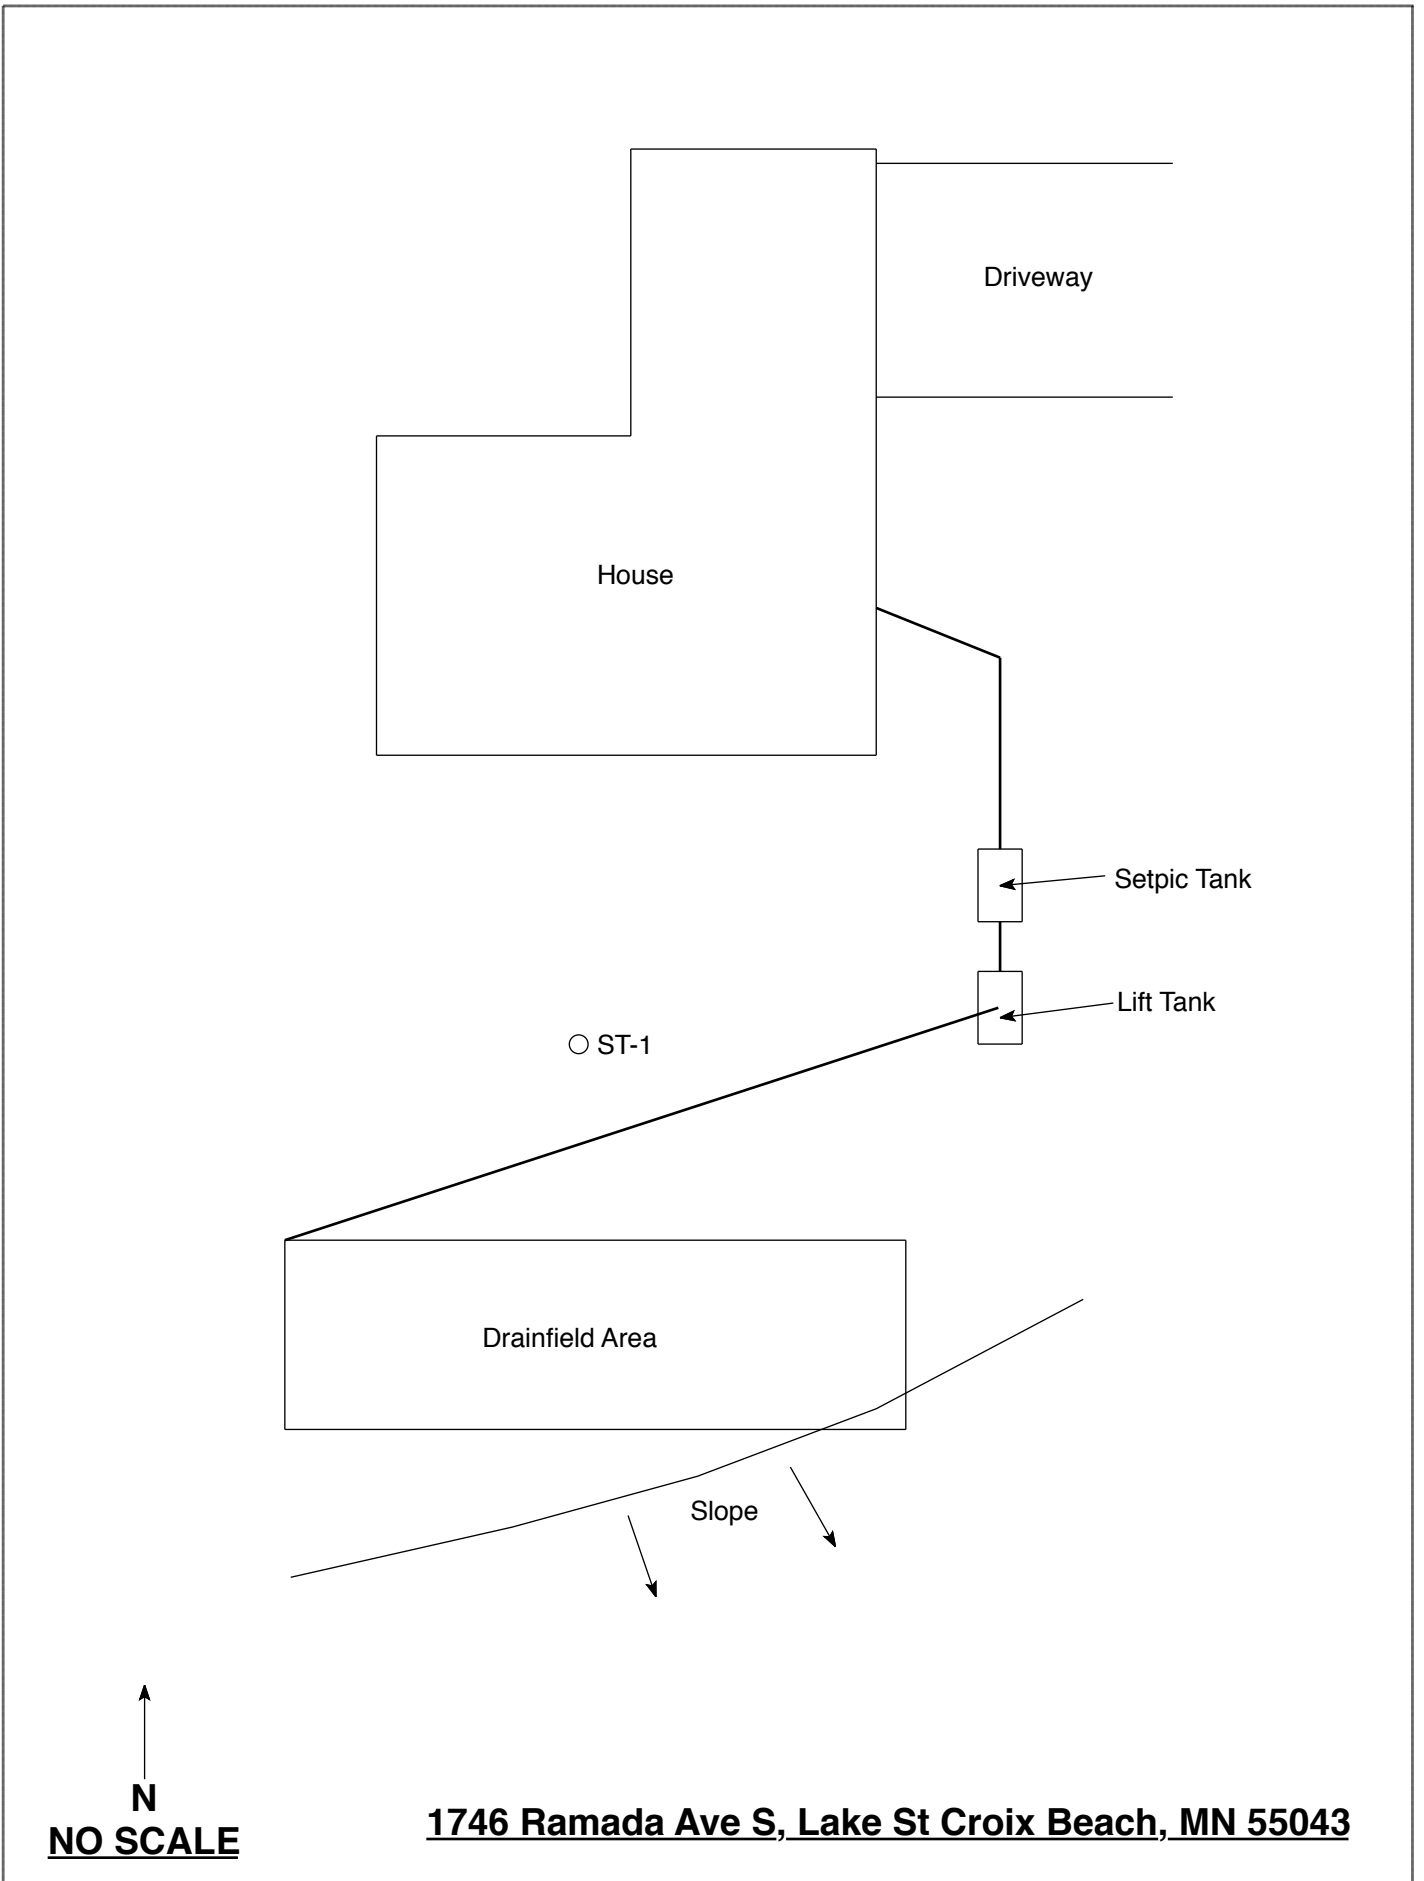 Driveway
House
Setpic Tank
Lift Tank
ST-1
Drainfield Area
Slope
N
NO SCALE
1746 Ramada Ave S, Lake St Croix Beach, MN 55043